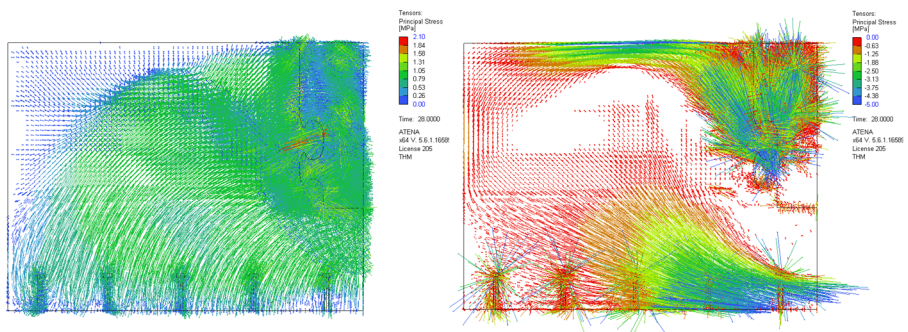 Tensors:
Principal Stress
[MPa]
2.10
1.84
1.58
1.31
1.05
0.79
0.53
0.26
0.00
Time: 28.0000
ATENA
x64 V: 5.6.1.1658
License 205
THM
Tensors:
Principal Stress
[MPa]
0.00
-0.63
-1.25
-1.88
-2.50
-3.13
-3.75
-4.38
-5.00
Time: 28.0000
ATENA
x64 V: 5.6.1.1658
License 205
THM